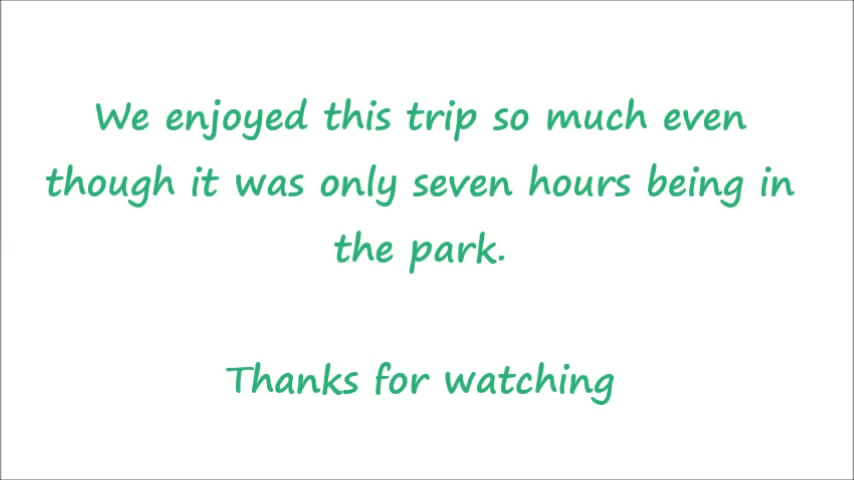 We enjoyed this trip so much even
though it was only seven hours being in
the park.
Thanks for watching